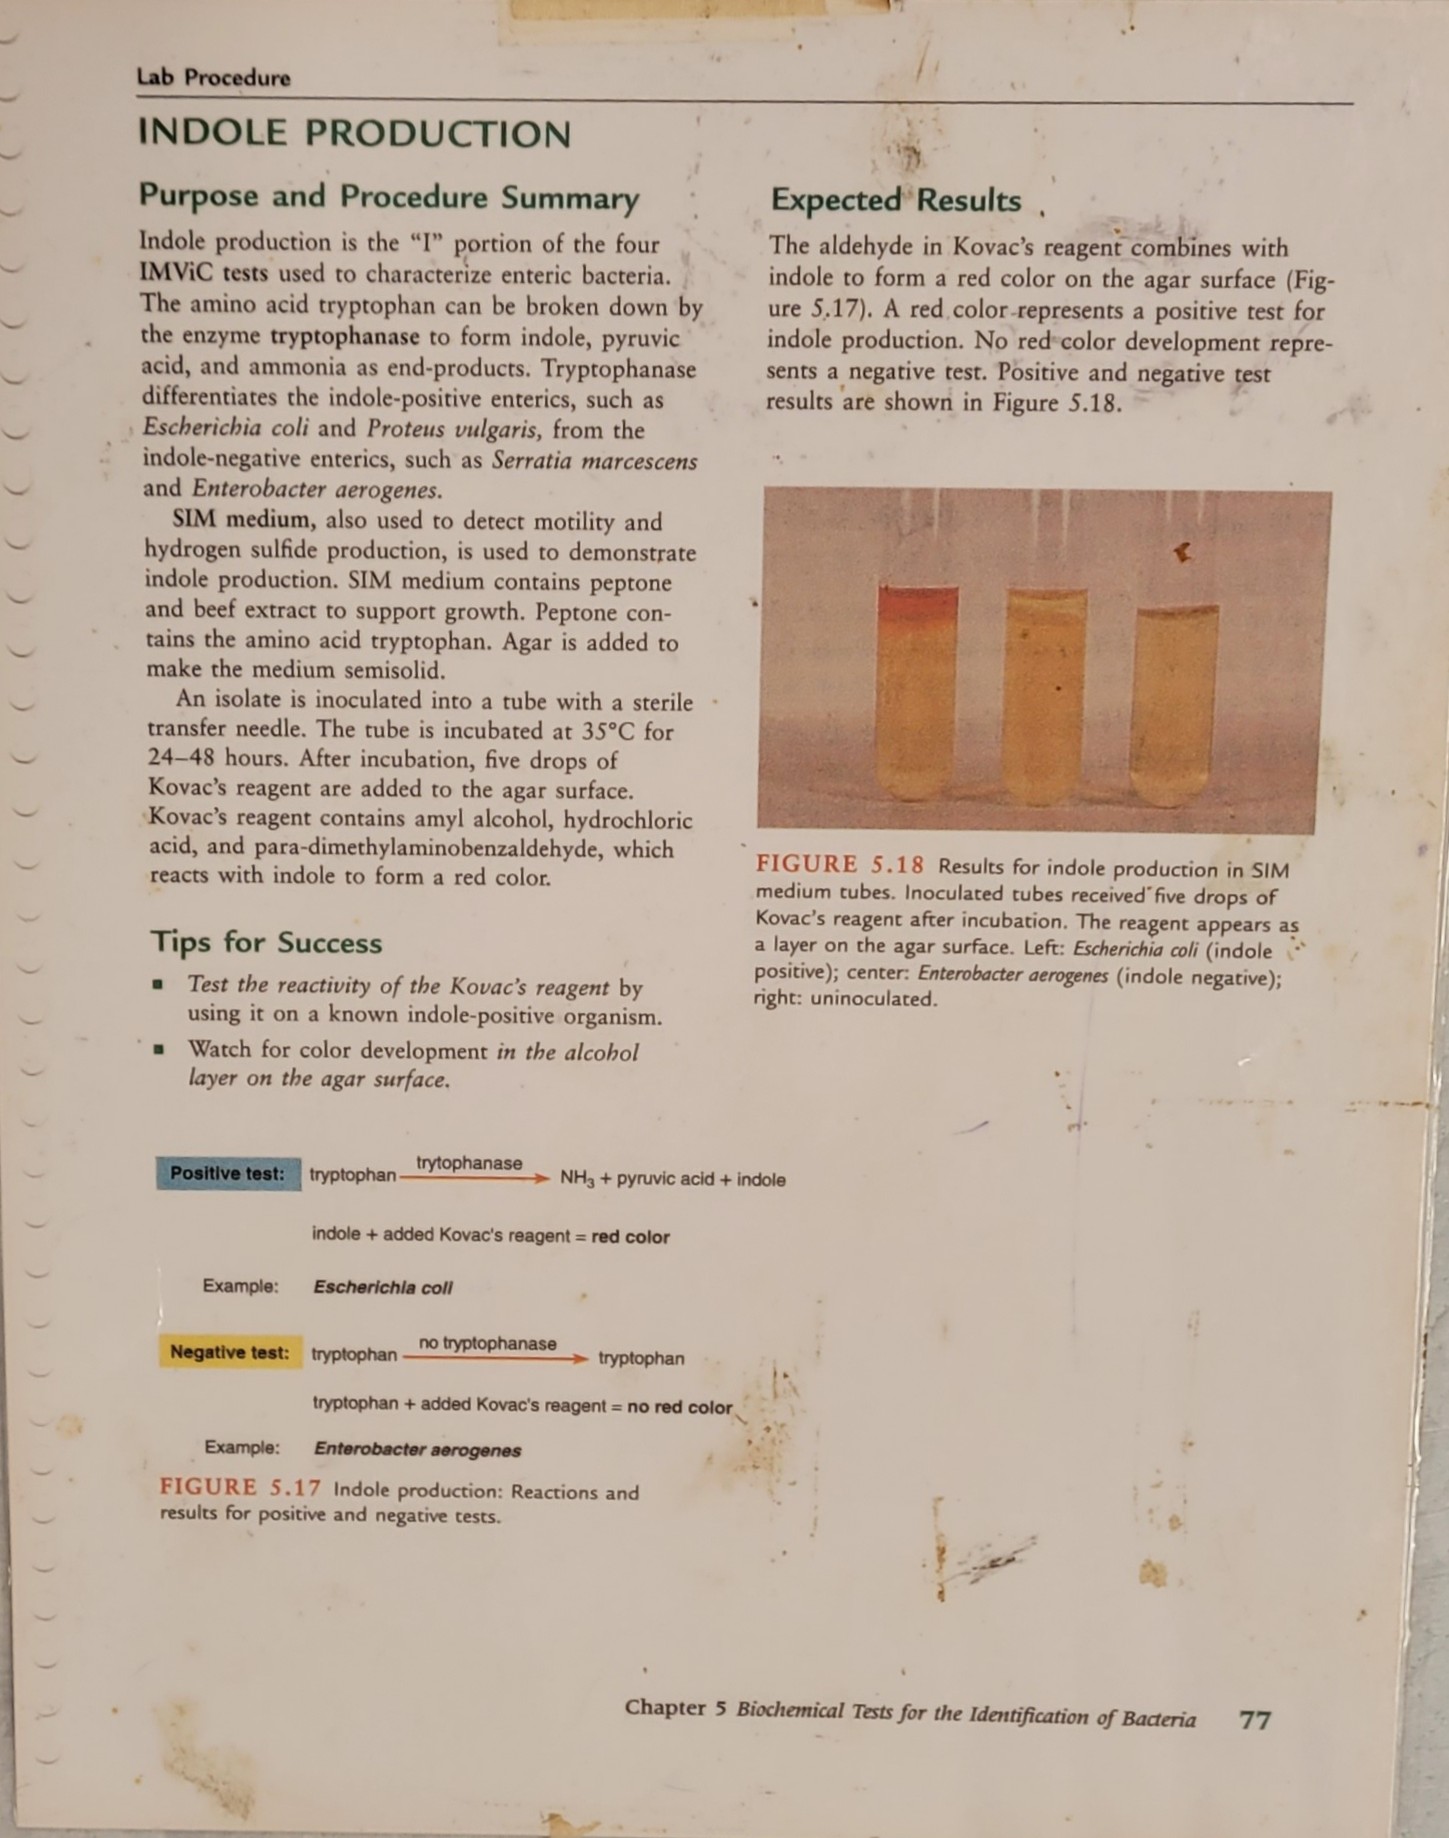 Lab Procedure
INDOLE PRODUCTION
Purpose and Procedure Summary
Indole production is the “I” portion of the four
IMViC tests used to characterize enteric bacteria.
The amino acid tryptophan can be broken down by
the enzyme tryptophanase to form indole, pyruvic
acid, and ammonia as end-products. Tryptophanase
differentiates the indole-positive enterics, such as
Escherichia coli and Proteus vulgaris, from the
indole-negative enterics, such as Serratia marcescens
and Enterobacter aerogenes.
SIM medium, also used to detect motility and
hydrogen sulfide production, is used to demonstrate
indole production. SIM medium contains peptone
and beef extract to support growth. Peptone con-
tains the amino acid tryptophan. Agar is added to
make the medium semisolid.
An isolate is inoculated into a tube with a sterile
transfer needle. The tube is incubated at 35°C for
24–48 hours. After incubation, five drops of
Kovac’s reagent are added to the agar surface.
Kovac’s reagent contains amyl alcohol, hydrochloric
acid, and para-dimethylaminobenzaldehyde, which
reacts with indole to form a red color.
Tips for Success
■ Test the reactivity of the Kovac’s reagent by
using it on a known indole-positive organism.
■ Watch for color development in the alcohol
layer on the agar surface.
Expected Results
The aldehyde in Kovac’s reagent combines with
indole to form a red color on the agar surface (Fig-
ure 5.17). A red color represents a positive test for
indole production. No red color development repre-
sents a negative test. Positive and negative test
results are shown in Figure 5.18.
FIGURE 5.18 Results for indole production in SIM
medium tubes. Inoculated tubes received five drops of
Kovac’s reagent after incubation. The reagent appears as
a layer on the agar surface. Left: Escherichia coli (indole
positive); center: Enterobacter aerogenes (indole negative);
right: uninoculated.
Positive test: tryptophan trytophanase NH₃ + pyruvic acid + indole
indole + added Kovac's reagent = red color
Example: Escherichia coli
Negative test: tryptophan no tryptophanase tryptophan
tryptophan + added Kovac's reagent = no red color
Example: Enterobacter aerogenes
FIGURE 5.17 Indole production: Reactions and
results for positive and negative tests.
Chapter 5 Biochemical Tests for the Identification of Bacteria 77